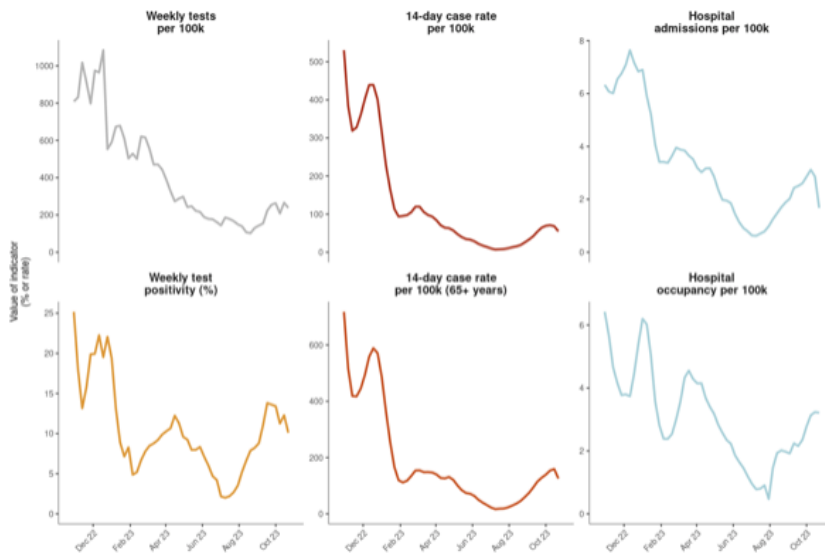 Weekly tests
per 100k
14-day case rate
per 100k
Hospital
admissions per 100k
1000
800
600
400
200
0
500
400
300
200
100
0
8
6
4
2
0
Value of indicator
(% or rate)
Weekly test
positivity (%)
14-day case rate
per 100k (65+ years)
Hospital
occupancy per 100k
25
20
15
10
5
0
600
400
200
0
6
4
2
0
Dec 22
Feb 23
Apr 23
Jun 23
Aug 23
Oct 23
Dec 22
Feb 23
Apr 23
Jun 23
Aug 23
Oct 23
Dec 22
Feb 23
Apr 23
Jun 23
Aug 23
Oct 23